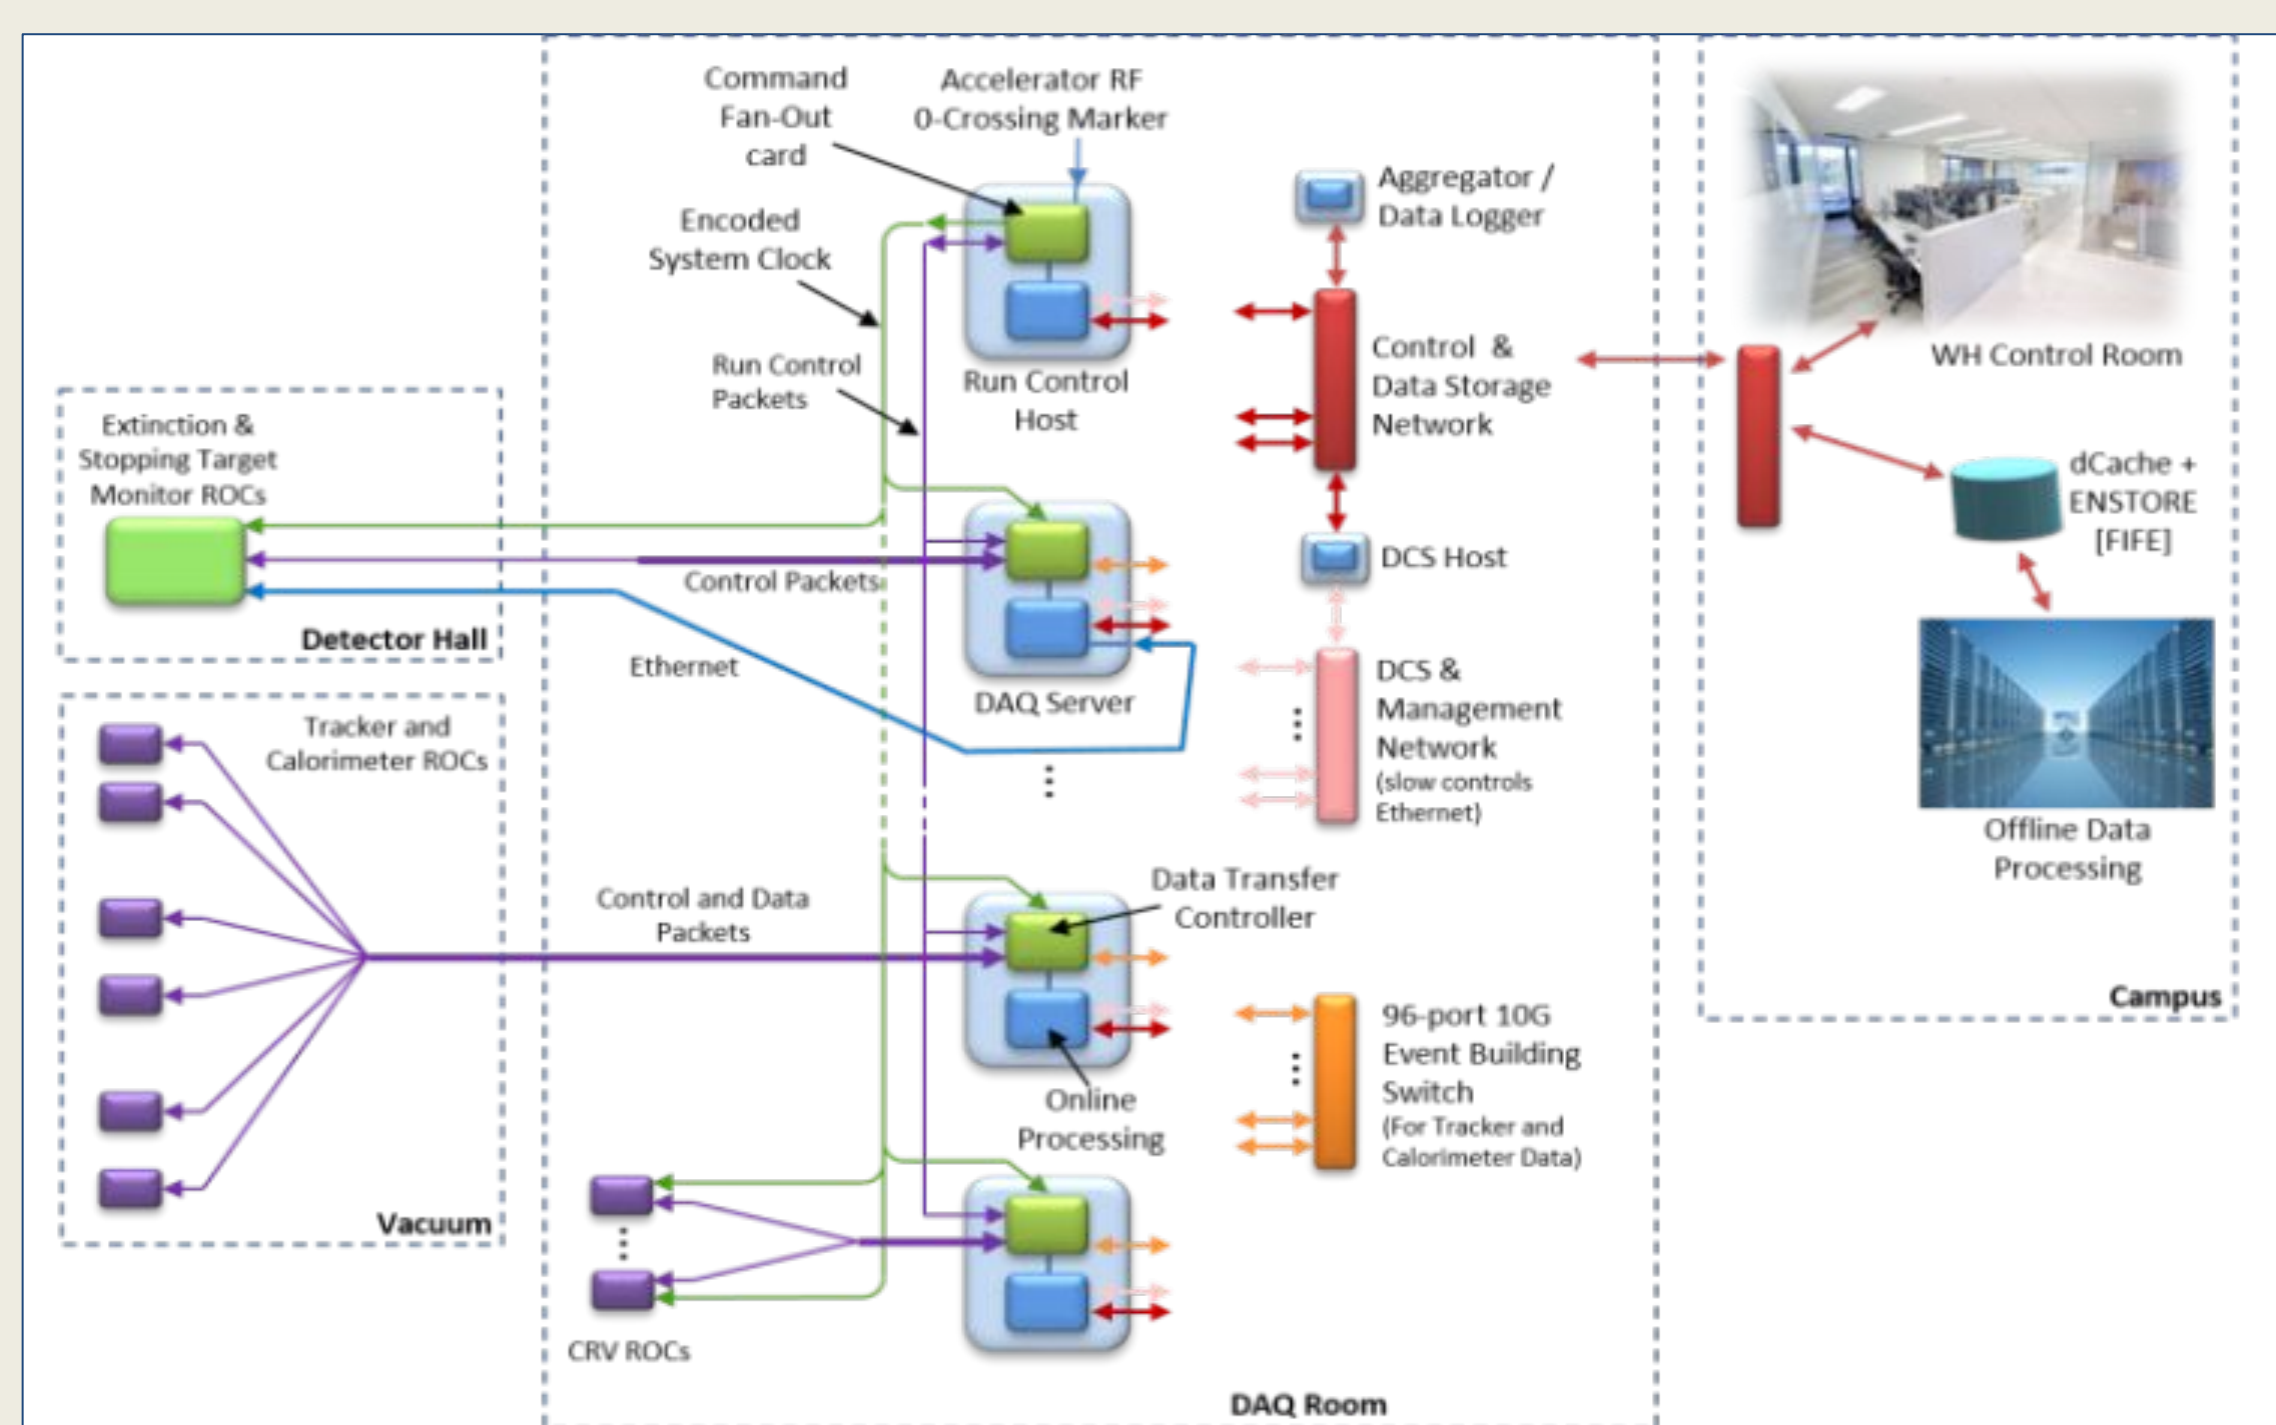 Command
Fan-Out
card
Accelerator RF
0-Crossing Marker
Encoded
System Clock
Run Control
Packets
Run Control
Host
Aggregator /
Data Logger
Control &
Data Storage
Network
WH Control Room
dCache +
ENSTORE
[FIFE]
Offline Data
Processing
Campus
Extinction &
Stopping Target
Monitor ROCs
Detector Hall
Control Packets
Ethernet
DAQ Server
DCS Host
DCS &
Management
Network
(slow controls
Ethernet)
Tracker and
Calorimeter ROCs
Vacuum
Control and Data
Packets
Data Transfer
Controller
Online
Processing
96-port 10G
Event Building
Switch
(For Tracker and
Calorimeter Data)
CRV ROCs
DAQ Room